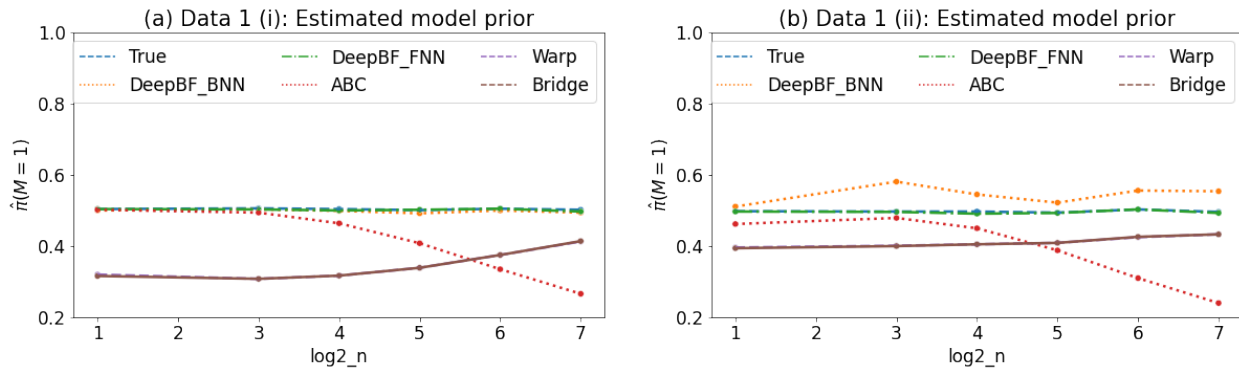 (a) Data 1 (i): Estimated model prior
1.0
0.8
0.6
0.4
0.2
π̂(M = 1)
True
DeepBF_BNN
DeepBF_FNN
ABC
Warp
Bridge
1 2 3 4 5 6 7
log2_n
(b) Data 1 (ii): Estimated model prior
1.0
0.8
0.6
0.4
0.2
π̂(M = 1)
True
DeepBF_BNN
DeepBF_FNN
ABC
Warp
Bridge
1 2 3 4 5 6 7
log2_n